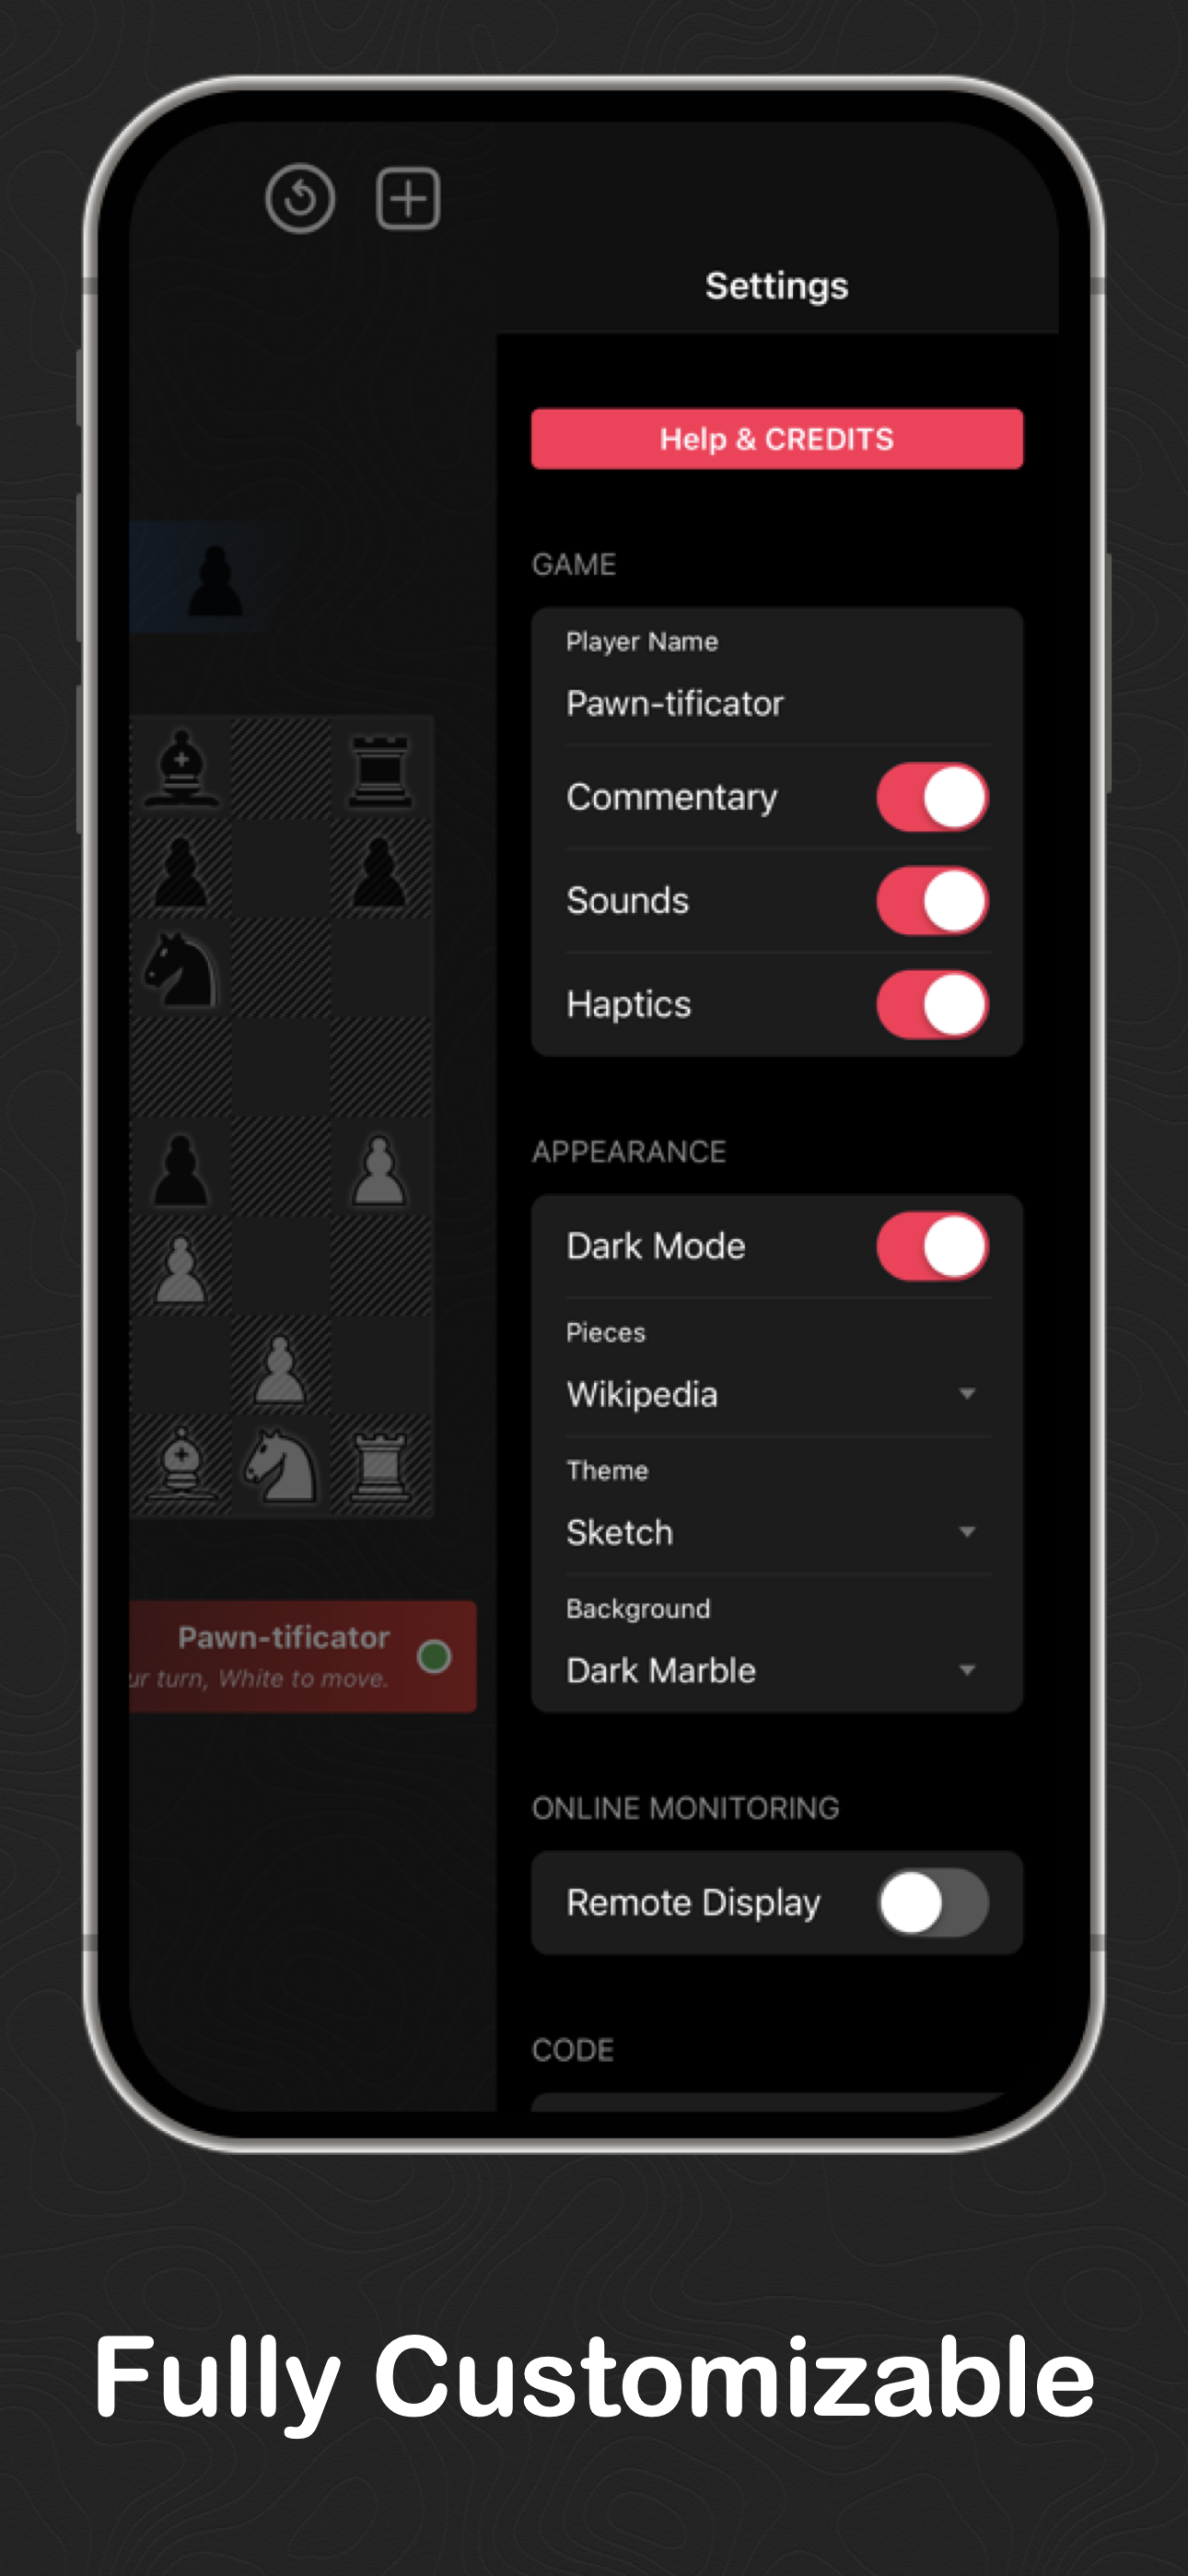 Settings
Help & CREDITS
GAME
Player Name
Pawn-tificator
Commentary
Sounds
Haptics
APPEARANCE
Dark Mode
Pieces
Wikipedia
Theme
Sketch
Background
Dark Marble
Pawn-tificator
ur turn, White to move.
ONLINE MONITORING
Remote Display
CODE
Fully Customizable